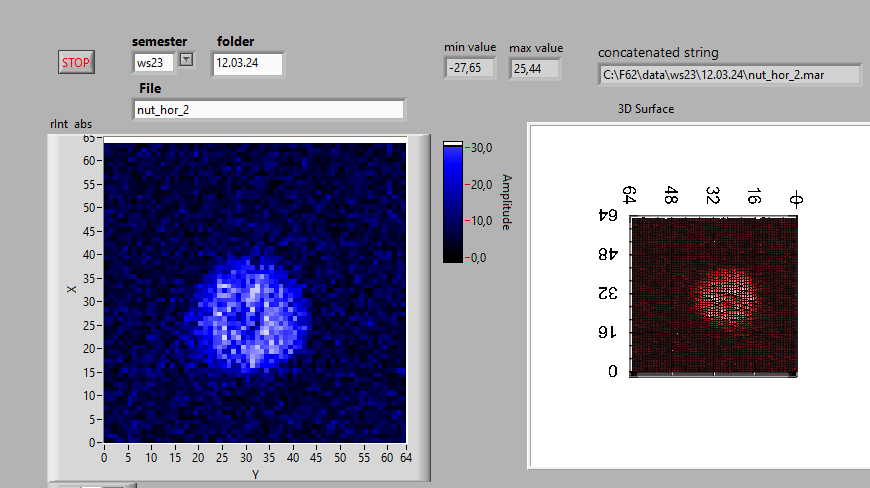 semester
folder
STOP
ws23
12.03.24
File
nut_hor_2
min value
max value
-27,65
25,44
concatenated string
C:\F62\data\ws23\12.03.24\nut_hor_2.mar
3D Surface
rInt abs
65
60
55
50
45
40
35
30
25
20
15
10
5
0
X
0 5 10 15 20 25 30 35 40 45 50 55 60 64
Y
30,0
20,0
10,0
0,0
Amplitude
64 48 32 16 0
64
48
32
16
0